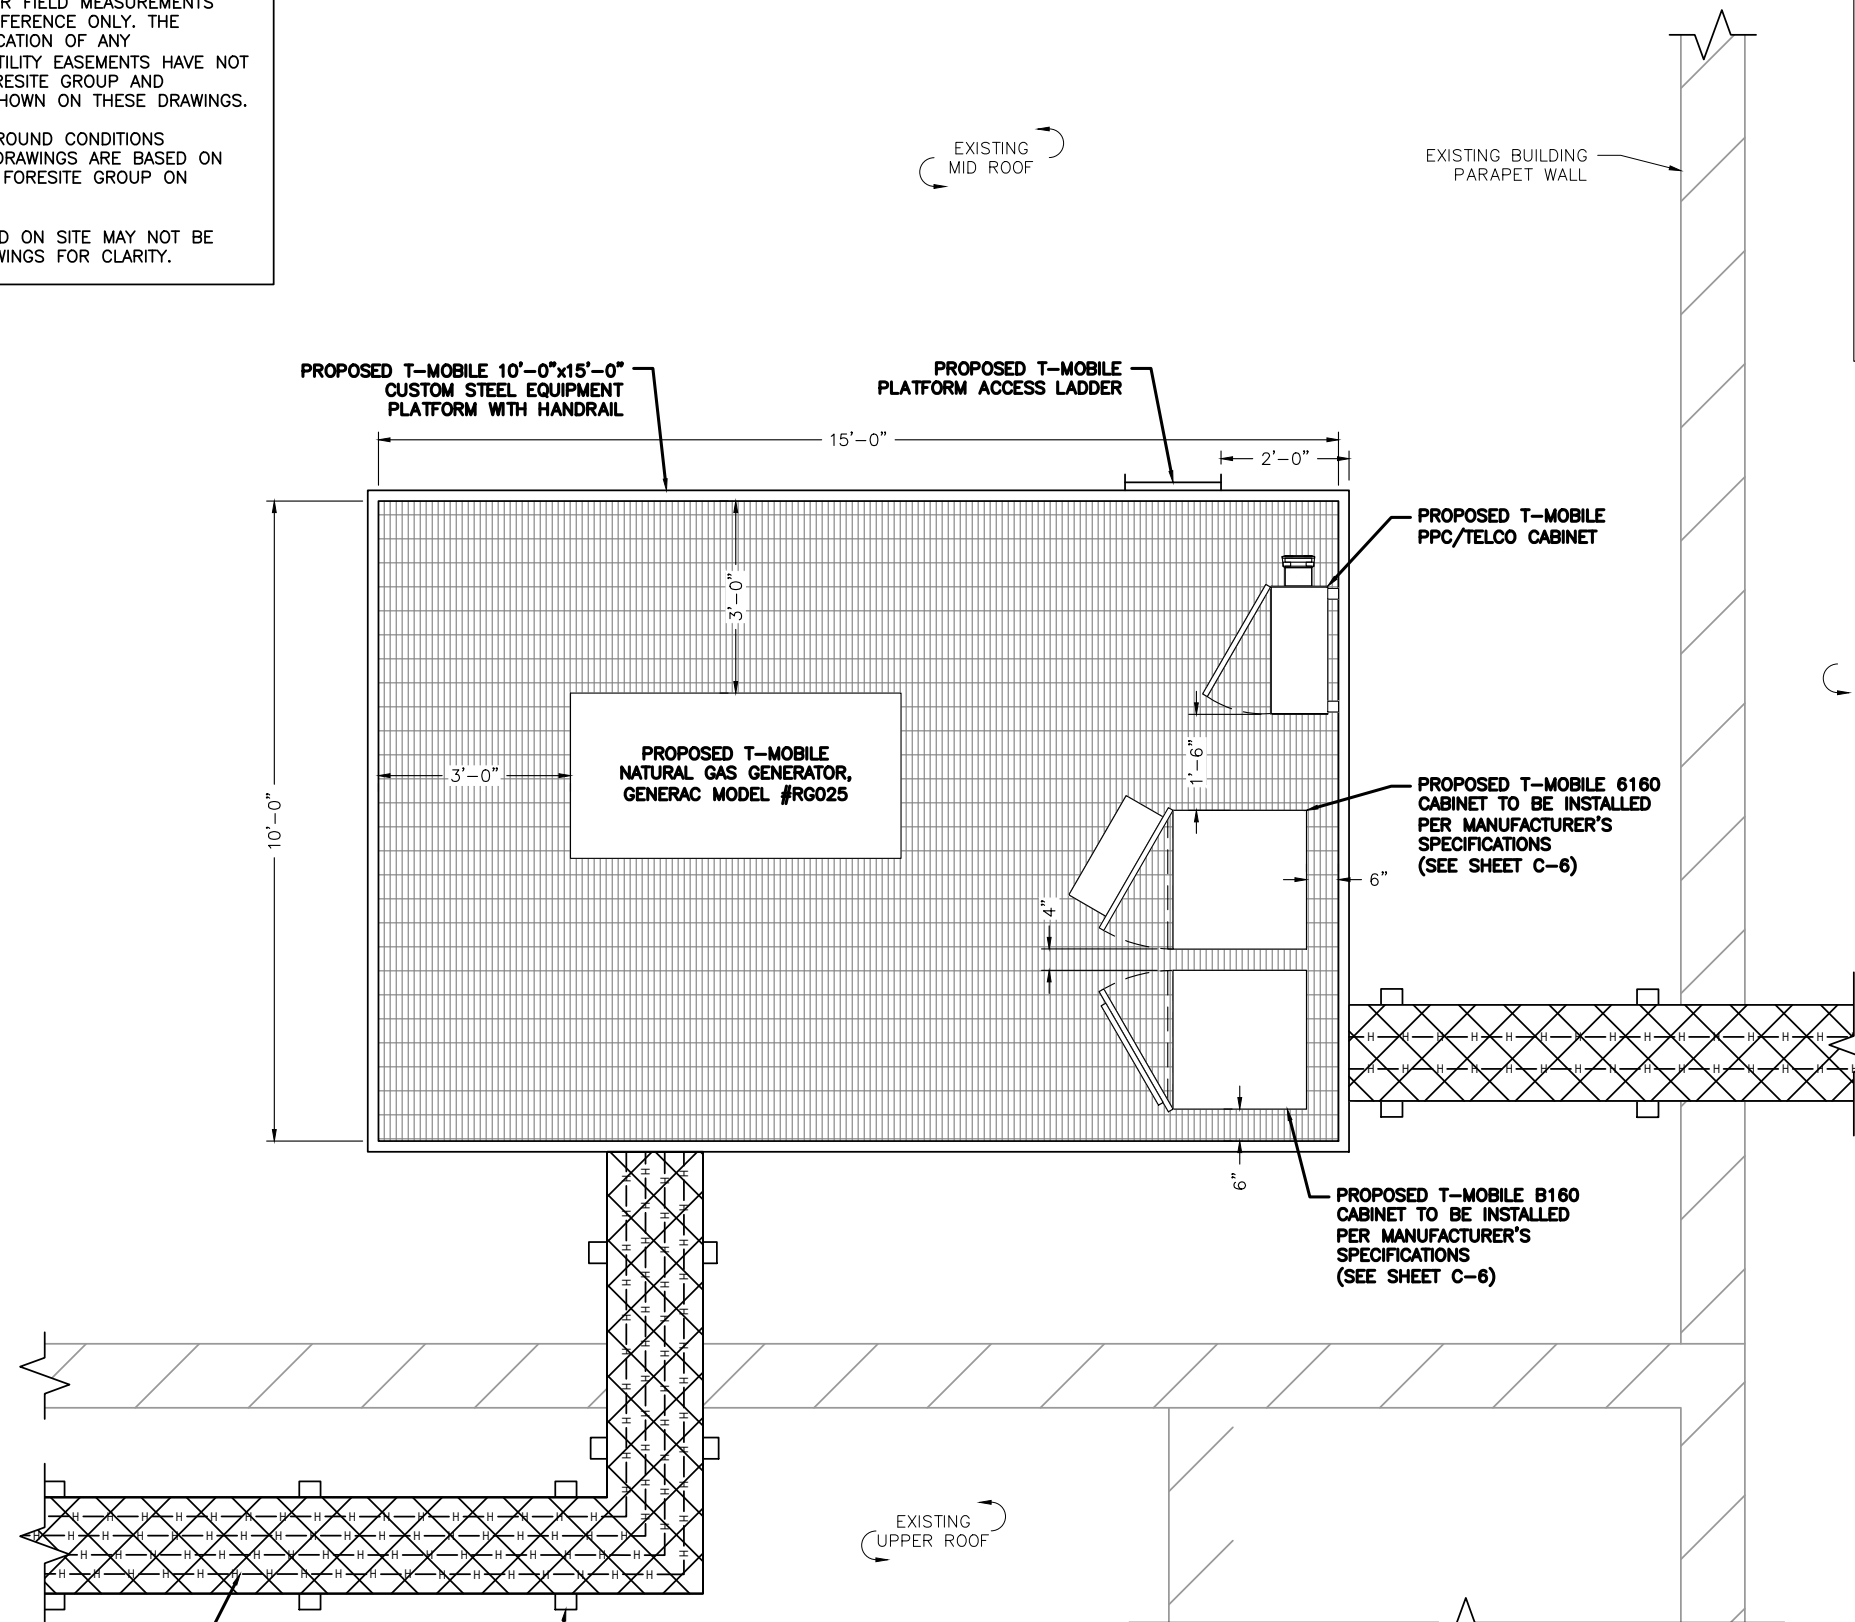 FIELD MEASUREMENTS
FERENCE ONLY. THE
CATION OF ANY
TILITY EASEMENTS HAVE NOT
RESITE GROUP AND
HOWN ON THESE DRAWINGS.
ROUND CONDITIONS
DRAWINGS ARE BASED ON
FORESITE GROUP ON
D ON SITE MAY NOT BE
WINGS FOR CLARITY.
EXISTING
MID ROOF
EXISTING BUILDING
PARAPET WALL
PROPOSED T-MOBILE 10'-0"x15'-0"
CUSTOM STEEL EQUIPMENT
PLATFORM WITH HANDRAIL
PROPOSED T-MOBILE
PLATFORM ACCESS LADDER
15'-0"
2'-0"
PROPOSED T-MOBILE
PPC/TELCO CABINET
3'-0"
3'-0"
PROPOSED T-MOBILE
NATURAL GAS GENERATOR,
GENERAC MODEL #RG025
1'-6"
10'-0"
PROPOSED T-MOBILE 6160
CABINET TO BE INSTALLED
PER MANUFACTURER'S
SPECIFICATIONS
(SEE SHEET C-6)
6"
4"
6"
PROPOSED T-MOBILE B160
CABINET TO BE INSTALLED
PER MANUFACTURER'S
SPECIFICATIONS
(SEE SHEET C-6)
EXISTING
UPPER ROOF